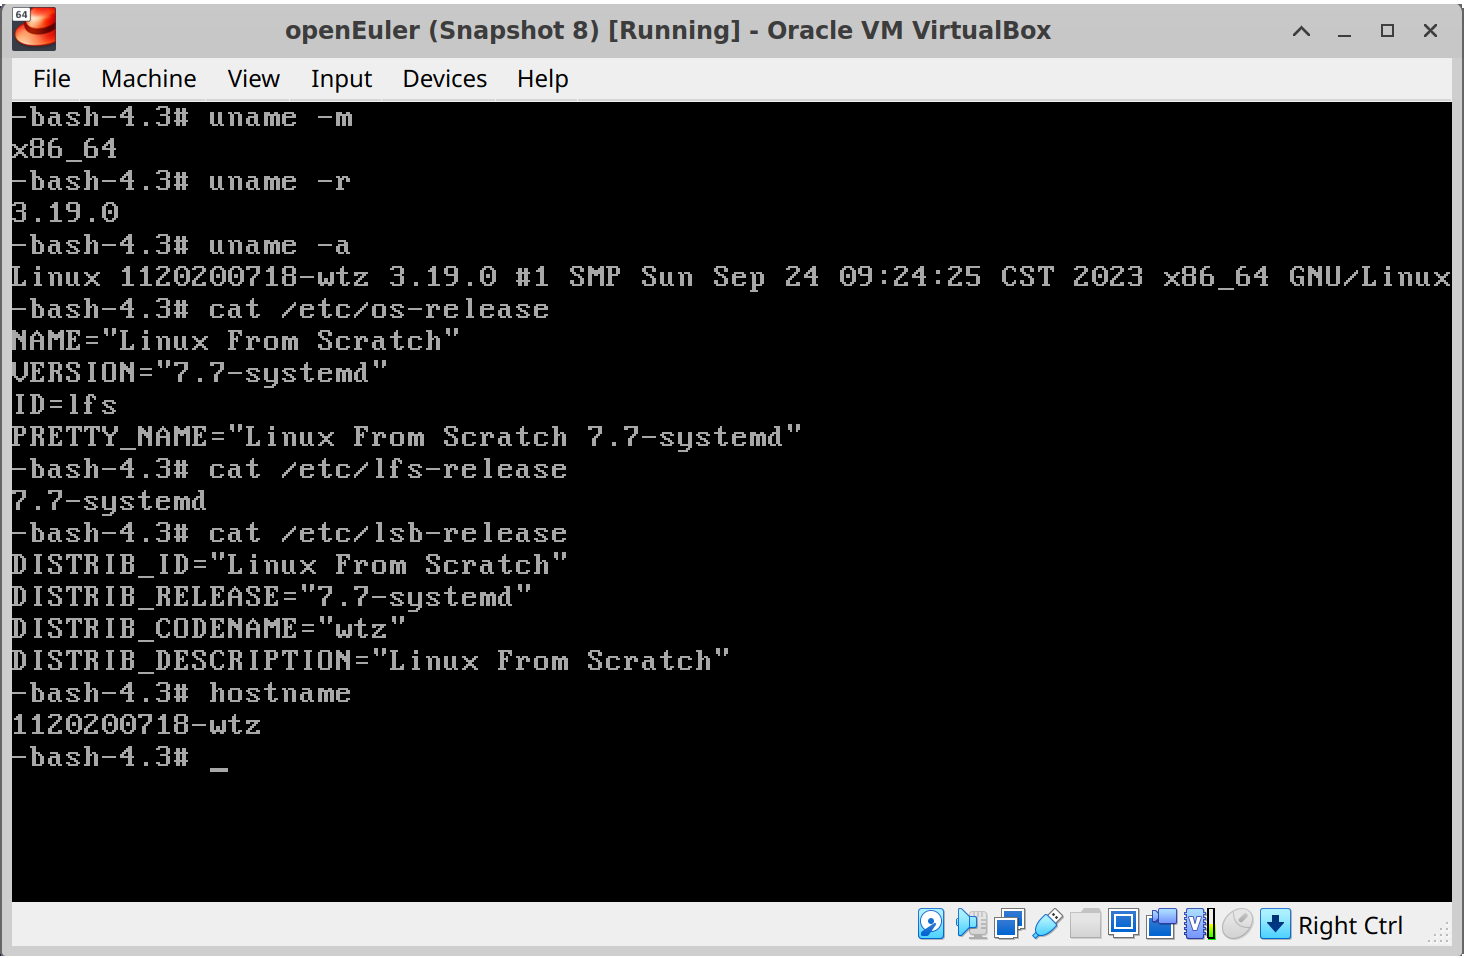 64
openEuler (Snapshot 8) [Running] - Oracle VM VirtualBox
File Machine View Input Devices Help
-bash-4.3# uname -m
x86_64
-bash-4.3# uname -r
3.19.0
-bash-4.3# uname -a
Linux 1120200718-wtz 3.19.0 #1 SMP Sun Sep 24 09:24:25 CST 2023 x86_64 GNU/Linux
-bash-4.3# cat /etc/os-release
NAME="Linux From Scratch"
VERSION="7.7-systemd"
ID=lfs
PRETTY_NAME="Linux From Scratch 7.7-systemd"
-bash-4.3# cat /etc/lfs-release
7.7-systemd
-bash-4.3# cat /etc/lsb-release
DISTRIB_ID="Linux From Scratch"
DISTRIB_RELEASE="7.7-systemd"
DISTRIB_CODENAME="wtz"
DISTRIB_DESCRIPTION="Linux From Scratch"
-bash-4.3# hostname
1120200718-wtz
-bash-4.3# _
V Right Ctrl